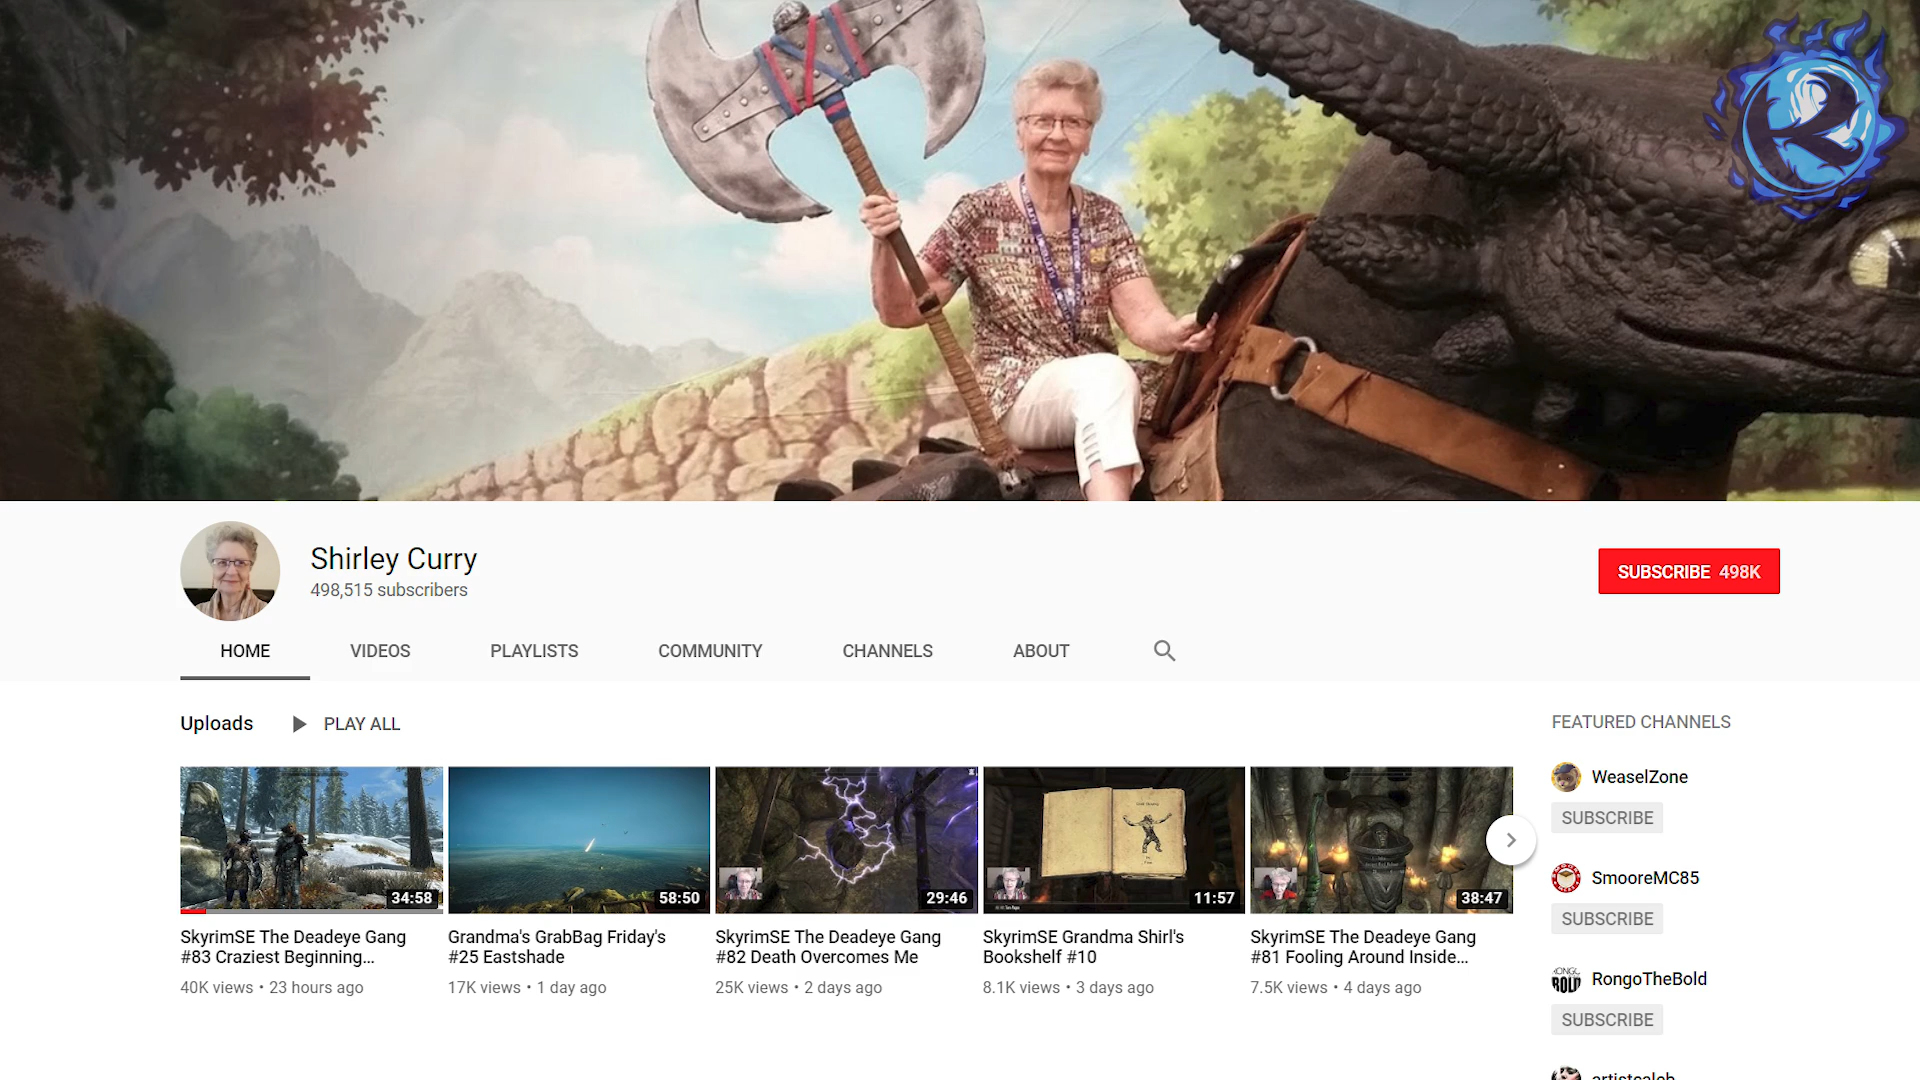 Shirley Curry
498,515 subscribers
SUBSCRIBE 498K
HOME VIDEOS PLAYLISTS COMMUNITY CHANNELS ABOUT
Uploads PLAY ALL
34:58
58:50
29:46
11:57
38:47
SkyrimSE The Deadeye Gang
#83 Craziest Beginning...
40K views • 23 hours ago
Grandma's GrabBag Friday's
#25 Eastshade
17K views • 1 day ago
SkyrimSE The Deadeye Gang
#82 Death Overcomes Me
25K views • 2 days ago
SkyrimSE Grandma Shirl's
Bookshelf #10
8.1K views • 3 days ago
SkyrimSE The Deadeye Gang
#81 Fooling Around Inside...
7.5K views • 4 days ago
FEATURED CHANNELS
WeaselZone
SUBSCRIBE
SmooreMC85
SUBSCRIBE
RongoTheBold
SUBSCRIBE
artistcaleb